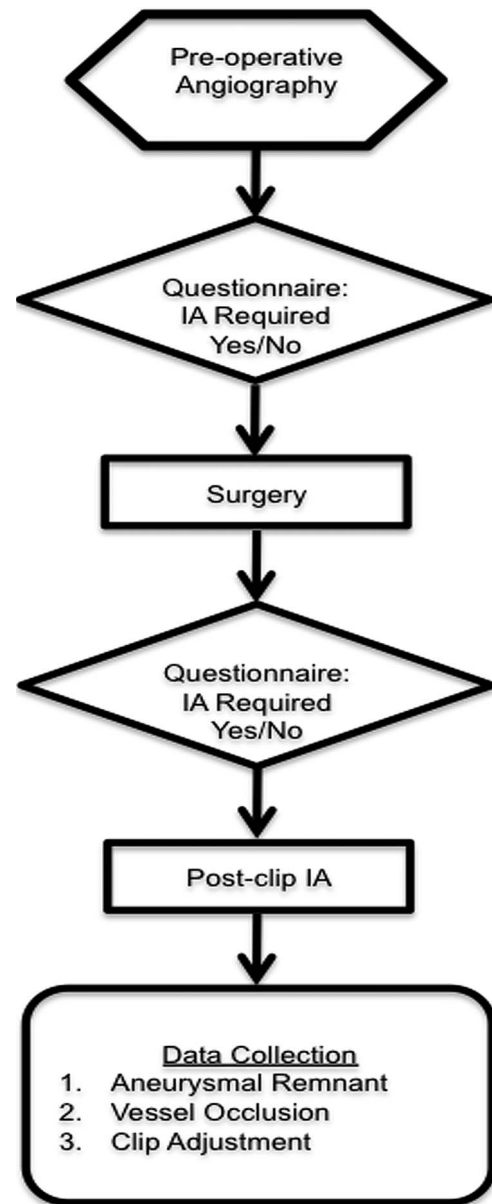 Pre-operative
Angiography
Questionnaire:
IA Required
Yes/No
Surgery
Questionnaire:
IA Required
Yes/No
Post-clip IA
Data Collection
1. Aneurysmal Remnant
2. Vessel Occlusion
3. Clip Adjustment